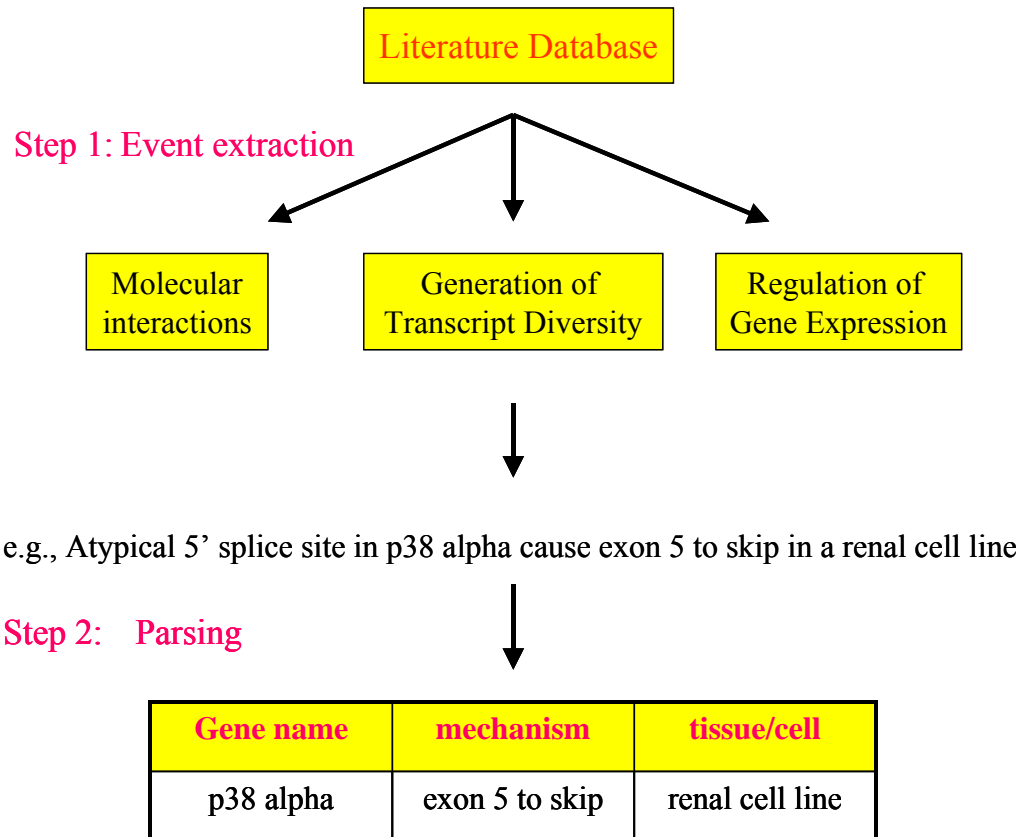 Literature Database
Step 1: Event extraction
Molecular
interactions
Generation of
Transcript Diversity
Regulation of
Gene Expression
e.g., Atypical 5’ splice site in p38 alpha cause exon 5 to skip in a renal cell line
Step 2: Parsing
Gene name mechanism tissue/cell
p38 alpha exon 5 to skip renal cell line